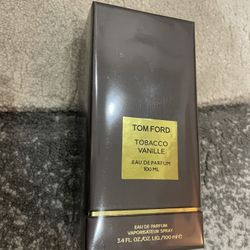 TOM FORD
TOBACCO
VANILLE
EAU DE PARFUM
100 ML
EAU DE PARFUM
VAPORISATEUR SPRAY
3.4 FL. OZ./OZ. LIQ./100 ml ℮